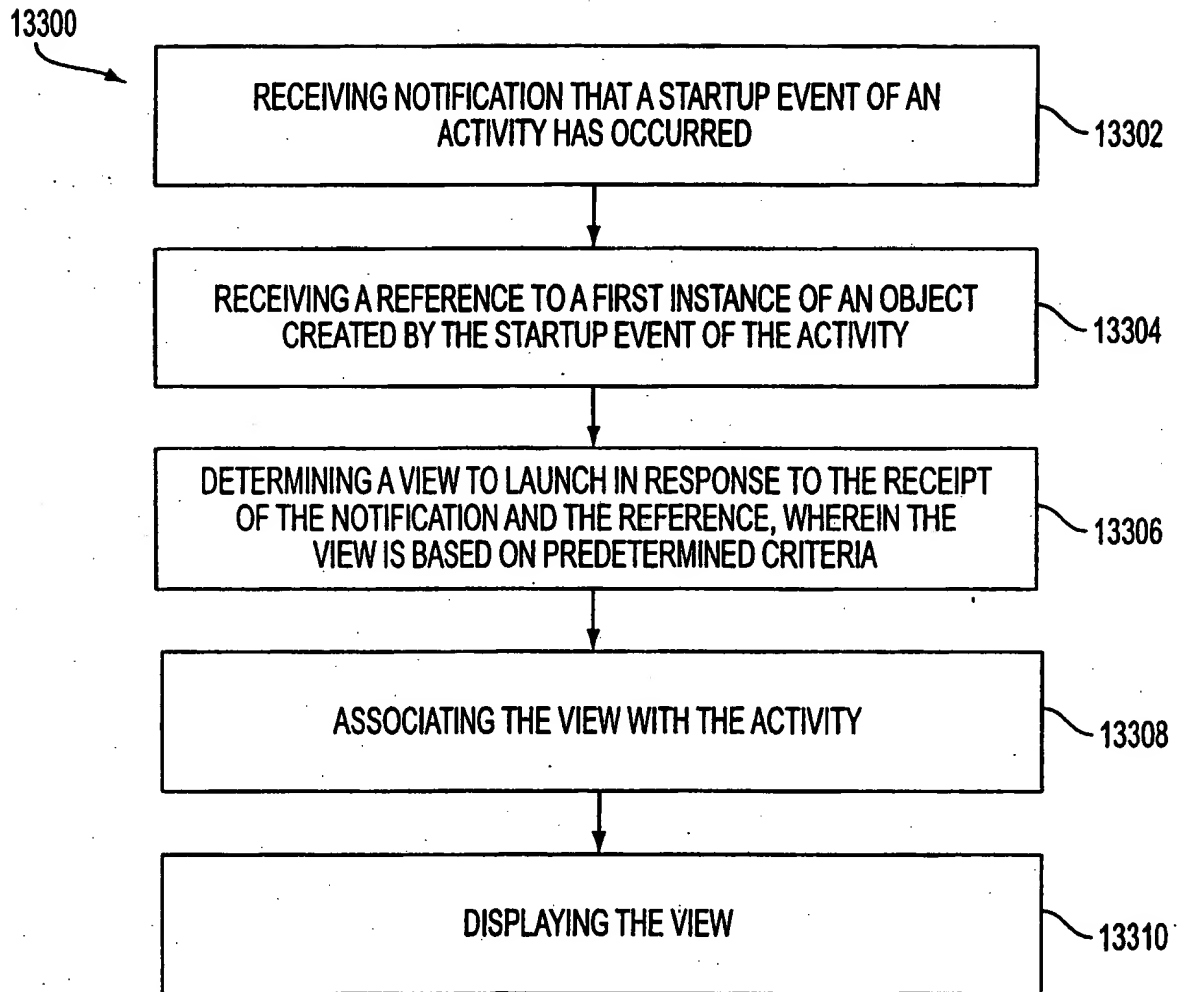 13300
RECEIVING NOTIFICATION THAT A STARTUP EVENT OF AN
ACTIVITY HAS OCCURRED
13302
RECEIVING A REFERENCE TO A FIRST INSTANCE OF AN OBJECT
CREATED BY THE STARTUP EVENT OF THE ACTIVITY
13304
DETERMINING A VIEW TO LAUNCH IN RESPONSE TO THE RECEIPT
OF THE NOTIFICATION AND THE REFERENCE, WHEREIN THE
VIEW IS BASED ON PREDETERMINED CRITERIA
13306
ASSOCIATING THE VIEW WITH THE ACTIVITY
13308
DISPLAYING THE VIEW
13310